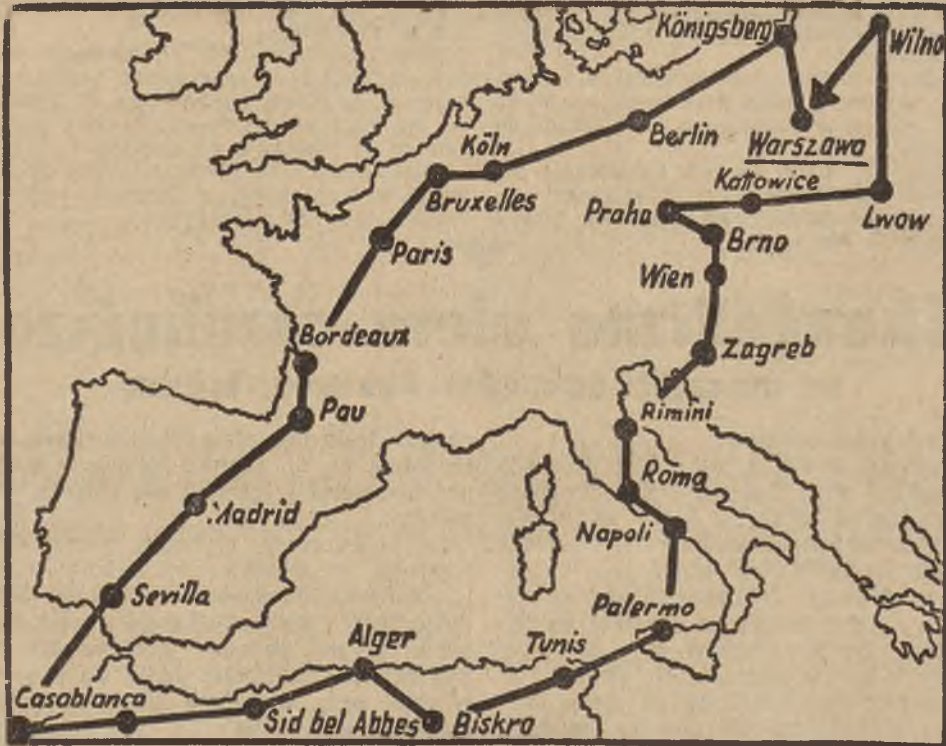 Königsberg
Wilno
Berlin
Warszawa
Köln
Kattowice
Bruxelles
Praha
Lwow
Paris
Brno
Wien
Bordeaux
Zagreb
Pau
Rimini
Roma
Madrid
Napoli
Sevilla
Palermo
Alger
Tunis
Casablanca
Sid bel Abbes
Biskra